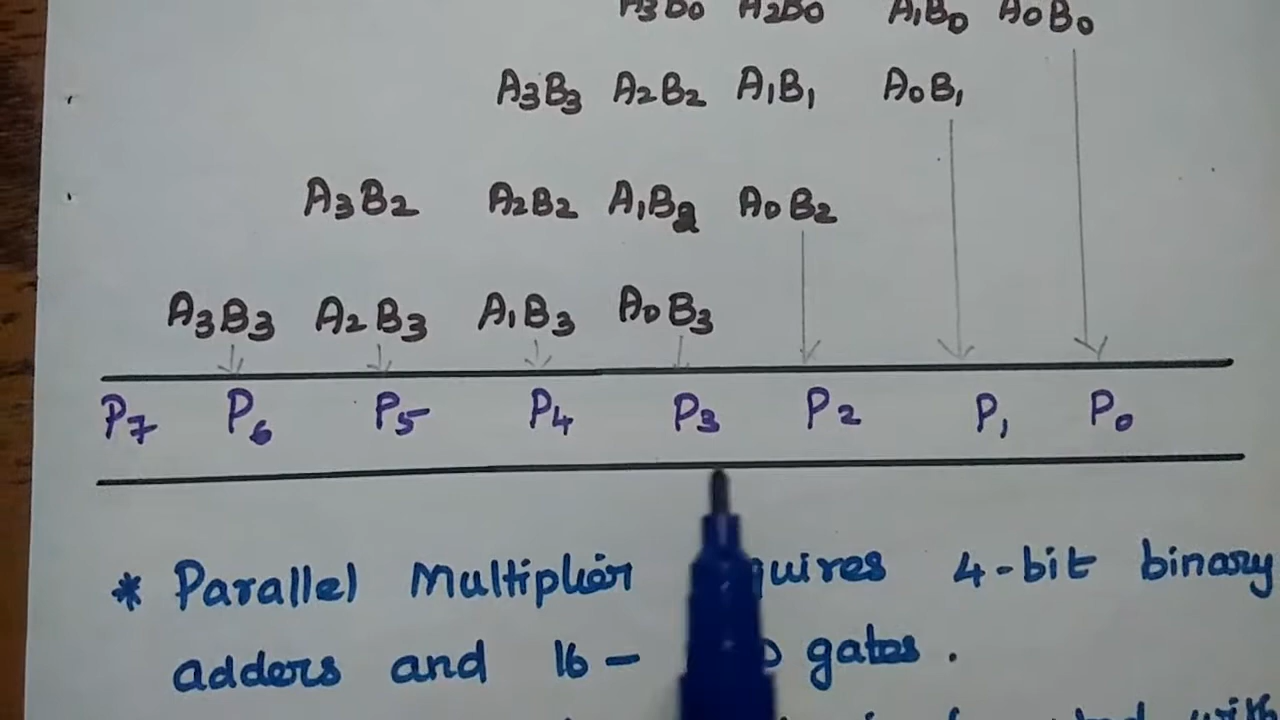 A3B0 A2B0 A1B0 A0B0
A3B3 A2B2 A1B1 A0B1
A3B2 A2B2 A1B2 A0B2
A3B3 A2B3 A1B3 A0B3
P7 P6 P5 P4 P3 P2 P1 P0
* Parallel Multiplier 4-bit binary
adders and 16- gates.
with